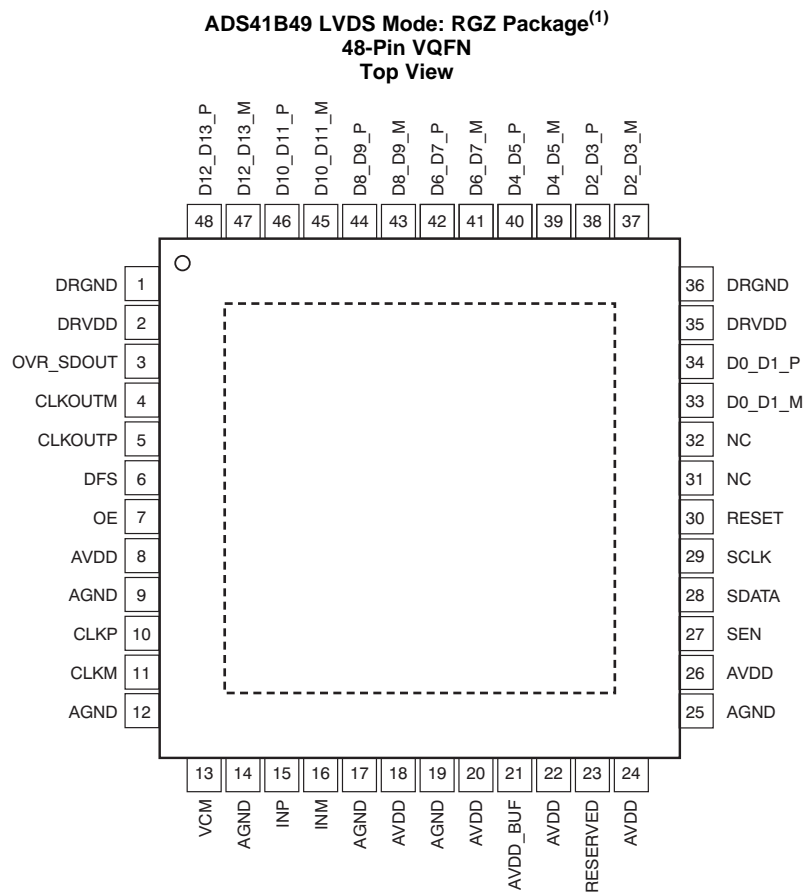 ADS41B49 LVDS Mode: RGZ Package(1)
48-Pin VQFN
Top View
D12_D13_P
D12_D13_M
D10_D11_P
D10_D11_M
D8_D9_P
D8_D9_M
D6_D7_P
D6_D7_M
D4_D5_P
D4_D5_M
D2_D3_P
D2_D3_M
48 47 46 45 44 43 42 41 40 39 38 37
DRGND 1 36 DRGND
DRVDD 2 35 DRVDD
OVR_SDOUT 3 34 D0_D1_P
CLKOUTM 4 33 D0_D1_M
CLKOUTP 5 32 NC
DFS 6 31 NC
OE 7 30 RESET
AVDD 8 29 SCLK
AGND 9 28 SDATA
CLKP 10 27 SEN
CLKM 11 26 AVDD
AGND 12 25 AGND
13 14 15 16 17 18 19 20 21 22 23 24
VCM
AGND
INP
INM
AGND
AVDD
AGND
AVDD
AVDD_BUF
AVDD
RESERVED
AVDD